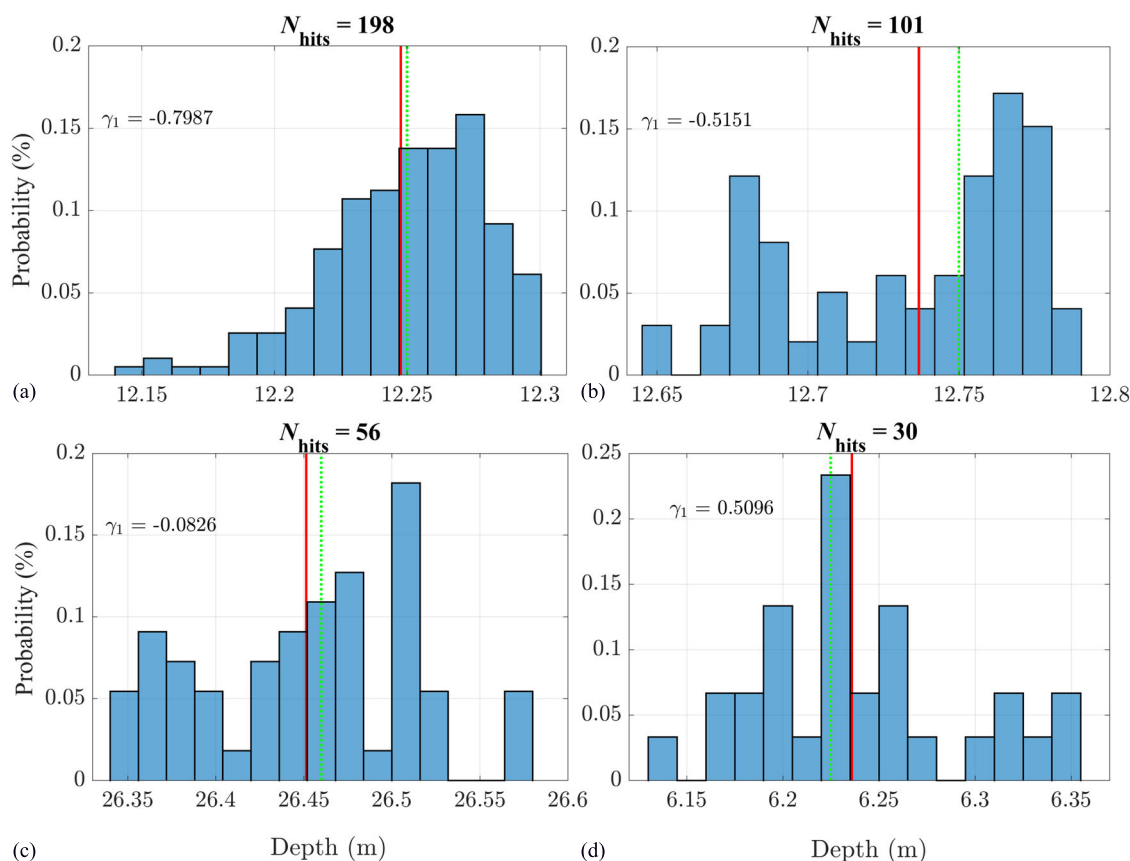 N_hits = 198
N_hits = 101
0.2
0.15
0.1
0.05
0
γ₁ = -0.7987
Probability (%)
12.15 12.2 12.25 12.3
(a)
0.2
0.15
0.1
0.05
0
γ₁ = -0.5151
12.65 12.7 12.75 12.8
(b)
N_hits = 56
N_hits = 30
0.2
0.15
0.1
0.05
0
γ₁ = -0.0826
Probability (%)
26.35 26.4 26.45 26.5 26.55 26.6
Depth (m)
(c)
0.25
0.2
0.15
0.1
0.05
0
γ₁ = 0.5096
6.15 6.2 6.25 6.3 6.35
Depth (m)
(d)